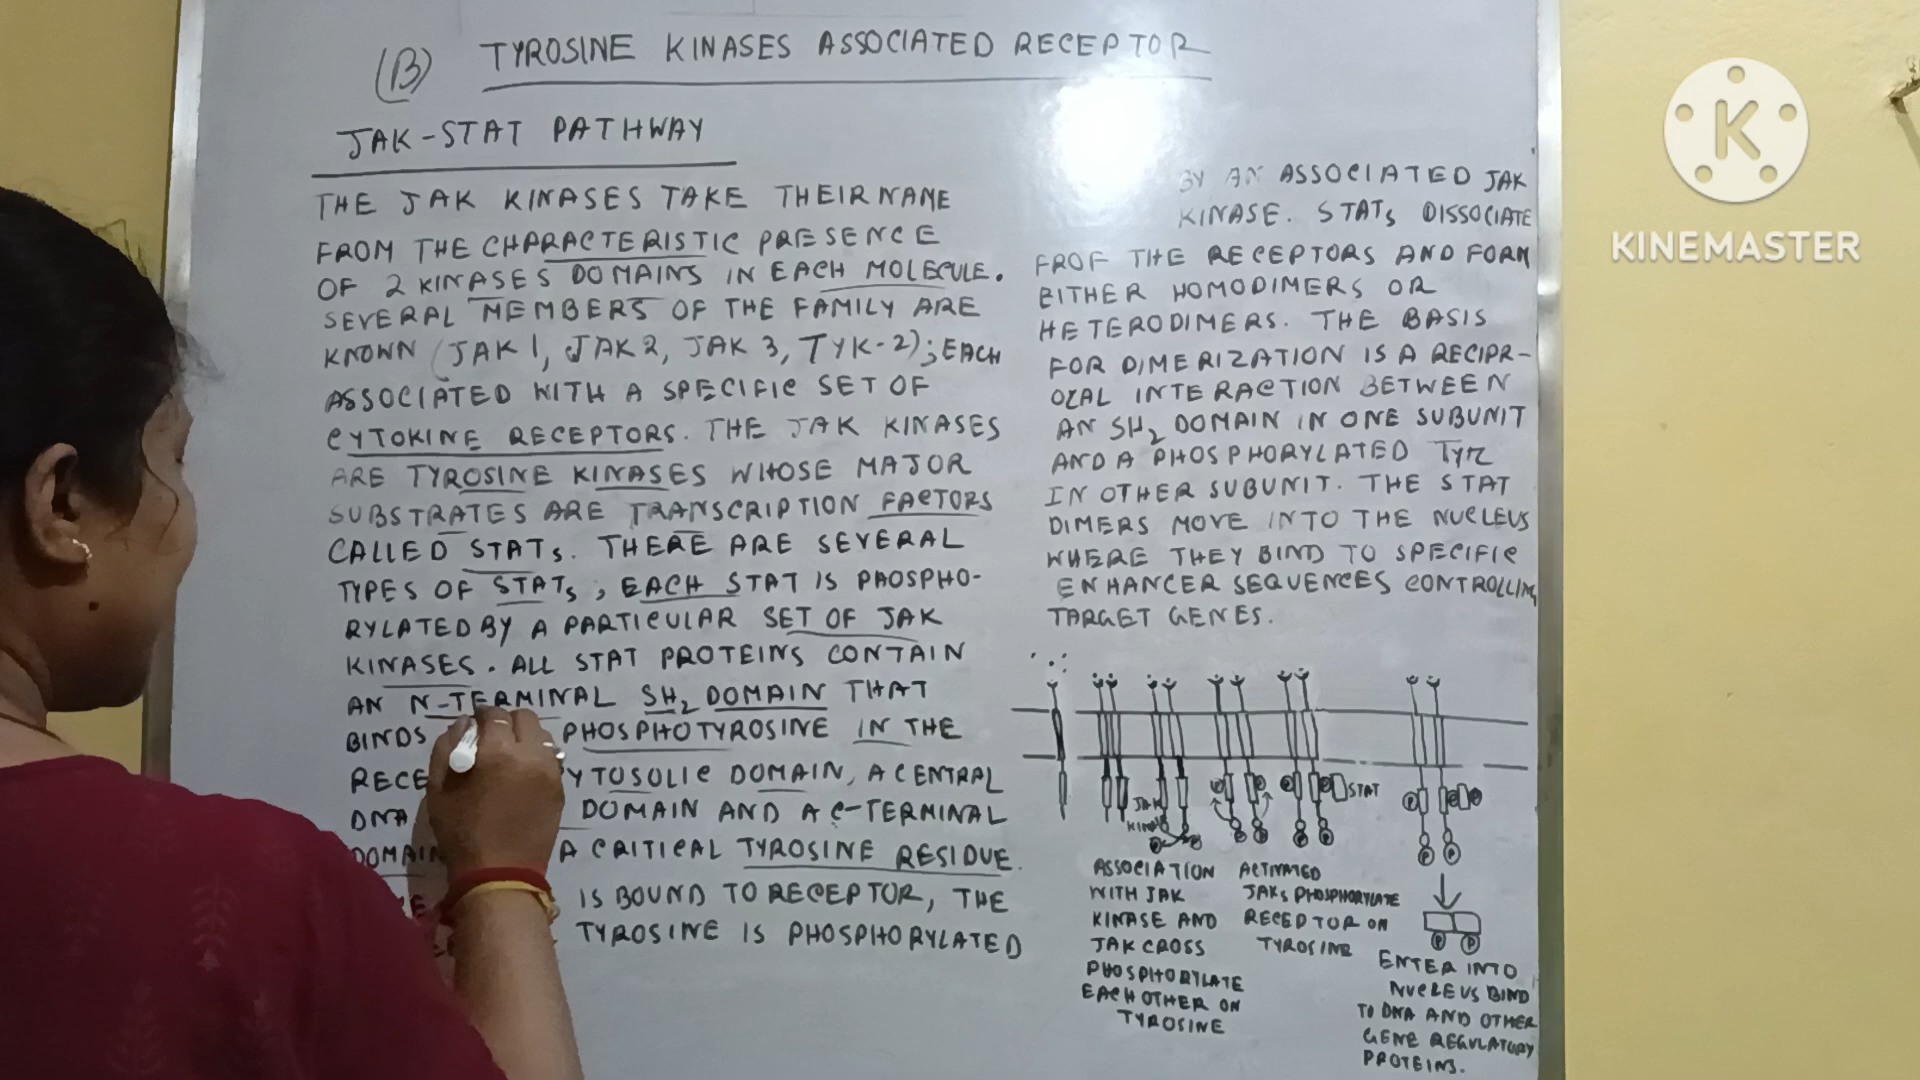 (B) TYROSINE KINASES ASSOCIATED RECEPTOR
JAK-STAT PATHWAY
THE JAK KINASES TAKE THEIR NAME
FROM THE CHARACTERISTIC PRESENCE
OF 2 KINASES DOMAINS IN EACH MOLECULE.
SEVERAL MEMBERS OF THE FAMILY ARE
KNOWN (JAK 1, JAK 2, JAK 3, TYK-2); EACH
ASSOCIATED WITH A SPECIFIC SET OF
CYTOKINE RECEPTORS. THE JAK KINASES
ARE TYROSINE KINASES WHOSE MAJOR
SUBSTRATES ARE TRANSCRIPTION FACTORS
CALLED STATs. THERE ARE SEVERAL
TYPES OF STATs; EACH STAT IS PHOSPHO-
RYLATED BY A PARTICULAR SET OF JAK
KINASES. ALL STAT PROTEINS CONTAIN
AN N-TERMINAL SH2 DOMAIN THAT
BINDS PHOSPHOTYROSINE IN THE
RECE YTOSOLIC DOMAIN, A CENTRAL
DNA DOMAIN AND A C-TERMINAL
DOMAIN A CRITICAL TYROSINE RESIDUE.
IS BOUND TO RECEPTOR, THE
TYROSINE IS PHOSPHORYLATED
BY AN ASSOCIATED JAK
KINASE. STATs DISSOCIATE
FROF THE RECEPTORS AND FORM
EITHER HOMODIMERS OR
HETERODIMERS. THE BASIS
FOR DIMERIZATION IS A RECIPR-
OCAL INTERACTION BETWEEN
AN SH2 DOMAIN IN ONE SUBUNIT
AND A PHOSPHORYLATED TYR
IN OTHER SUBUNIT. THE STAT
DIMERS MOVE INTO THE NUCLEUS
WHERE THEY BIND TO SPECIFIC
ENHANCER SEQUENCES CONTROLLING
TARGET GENES.
STAT
JAK
KINA
P P
ASSOCIATION
WITH JAK
KINASE AND
JAK CROSS
PHOSPHORYLATE
EACH OTHER ON
TYROSINE
ACTIVATED
JAKs PHOSPHORYLATE
RECEPTOR ON
TYROSINE
P P
ENTER INTO
NUCLEUS BIND
TO DNA AND OTHER
GENE REGULATORY
PROTEINS.
K
KINEMASTER